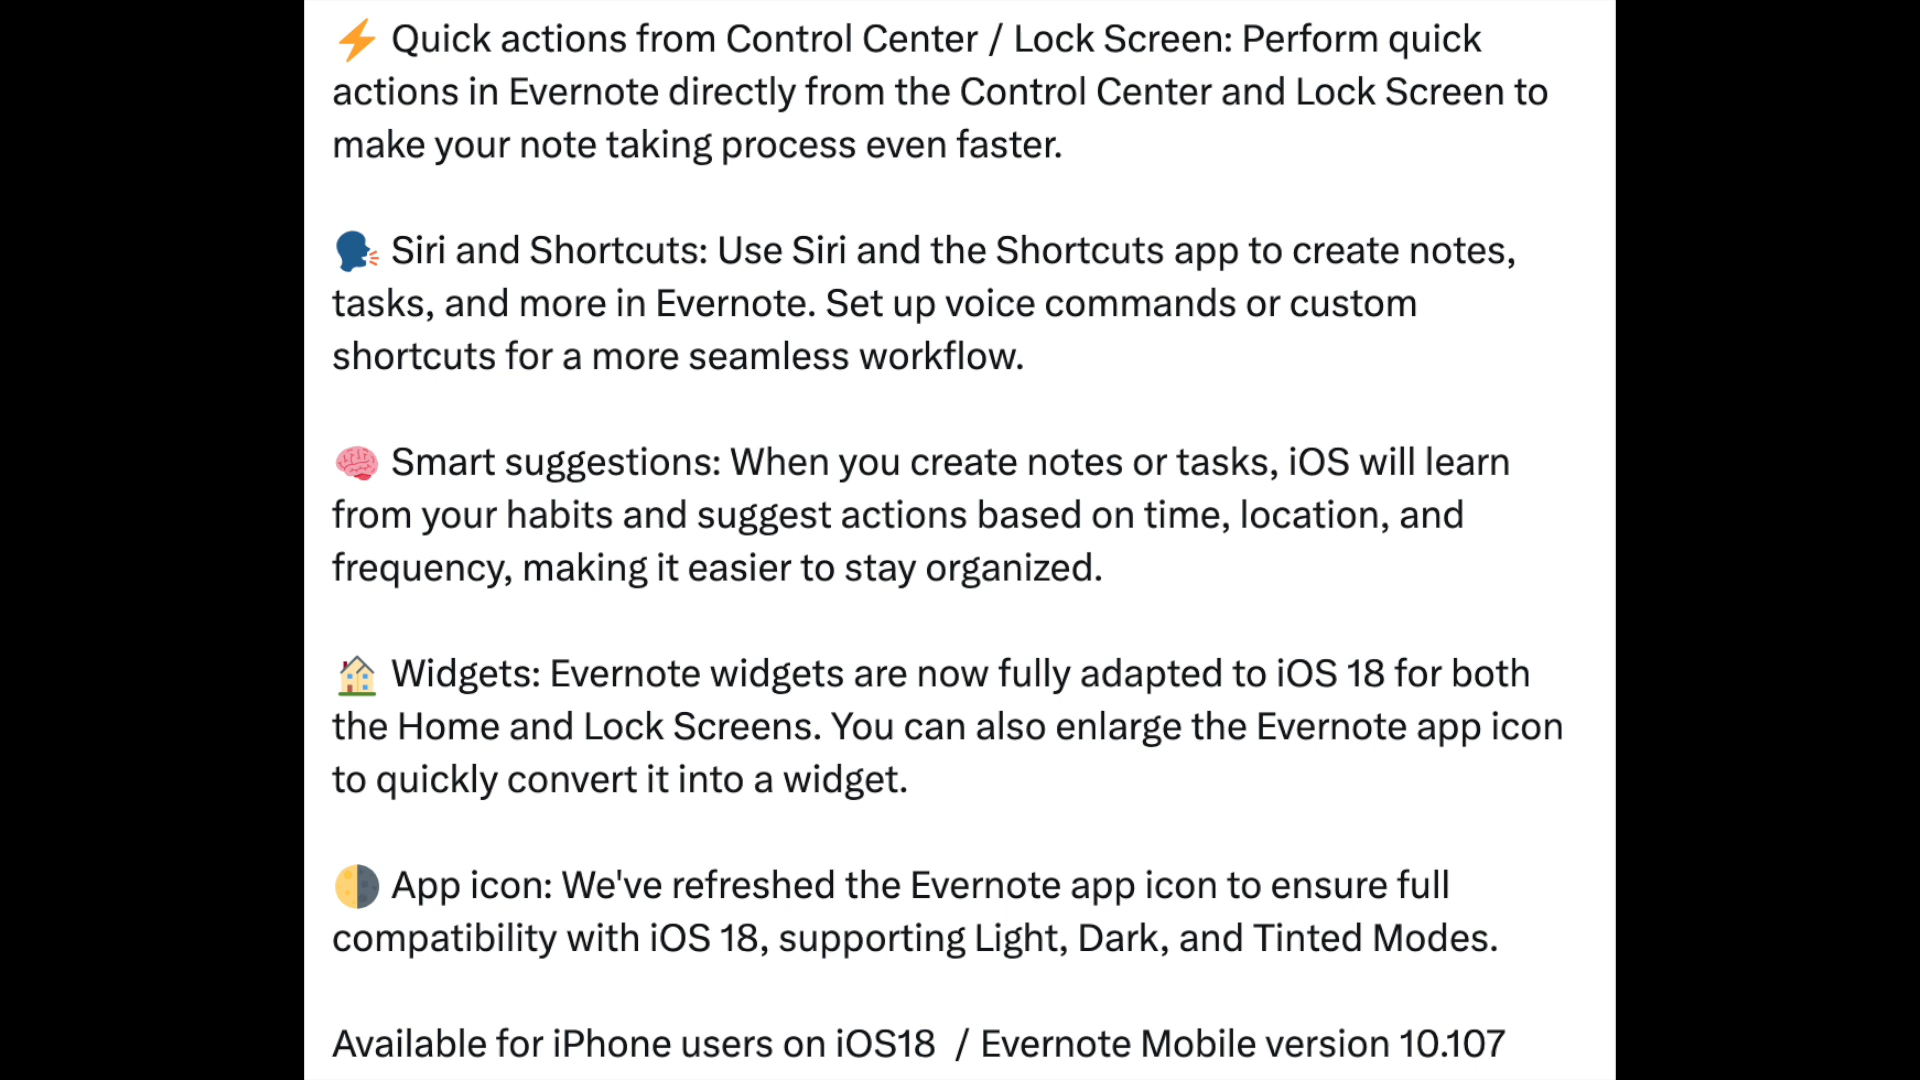 ⚡ Quick actions from Control Center / Lock Screen: Perform quick
actions in Evernote directly from the Control Center and Lock Screen to
make your note taking process even faster.
🗣️ Siri and Shortcuts: Use Siri and the Shortcuts app to create notes,
tasks, and more in Evernote. Set up voice commands or custom
shortcuts for a more seamless workflow.
🧠 Smart suggestions: When you create notes or tasks, iOS will learn
from your habits and suggest actions based on time, location, and
frequency, making it easier to stay organized.
🏠 Widgets: Evernote widgets are now fully adapted to iOS 18 for both
the Home and Lock Screens. You can also enlarge the Evernote app icon
to quickly convert it into a widget.
🌗 App icon: We've refreshed the Evernote app icon to ensure full
compatibility with iOS 18, supporting Light, Dark, and Tinted Modes.
Available for iPhone users on iOS18 / Evernote Mobile version 10.107